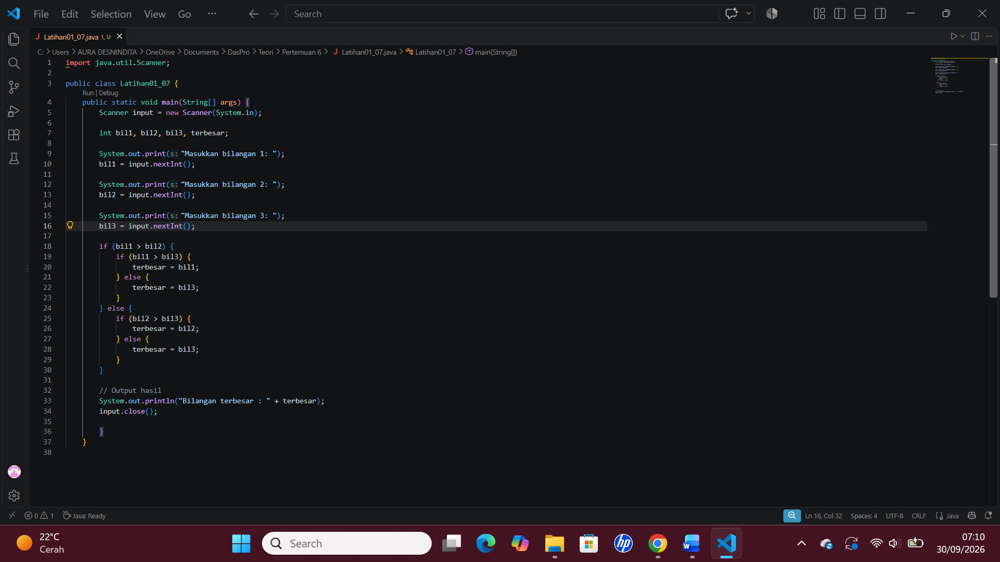 File Edit Selection View Go ··· Search
J Latihan01_07.java 1, U
C: > Users > AURA DESNINDITA > OneDrive > Documents > DasPro > Teori > Pertemuan 6 > J Latihan01_07.java > Latihan01_07 > main(String[])
1 import java.util.Scanner;
2
3 public class Latihan01_07 {
Run | Debug
4 public static void main(String[] args) {
5 Scanner input = new Scanner(System.in);
6
7 int bil1, bil2, bil3, terbesar;
8
9 System.out.print(s: "Masukkan bilangan 1: ");
10 bil1 = input.nextInt();
11
12 System.out.print(s: "Masukkan bilangan 2: ");
13 bil2 = input.nextInt();
14
15 System.out.print(s: "Masukkan bilangan 3: ");
16 bil3 = input.nextInt();
17
18 if (bil1 > bil2) {
19 if (bil1 > bil3) {
20 terbesar = bil1;
21 } else {
22 terbesar = bil3;
23 }
24 } else {
25 if (bil2 > bil3) {
26 terbesar = bil2;
27 } else {
28 terbesar = bil3;
29 }
30 }
31
32 // Output hasil
33 System.out.println("Bilangan terbesar : " + terbesar);
34 input.close();
35
36 }
37 }
38
0 1 Java: Ready Ln 16, Col 32 Spaces: 4 UTF-8 CRLF {} Java
22°C
Cerah
Search
hp
W
07:10
30/09/2026